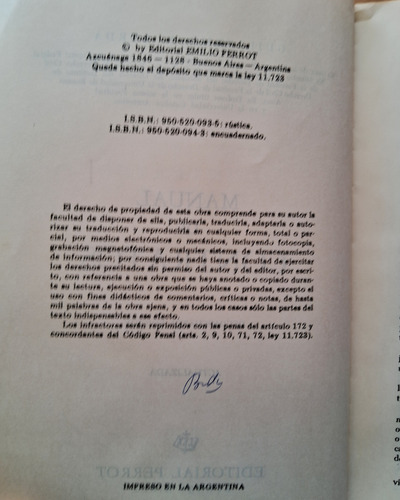 Todos los derechos reservados
© by Editorial EMILIO PERROT
Azcuénaga 1846 — 1128 - Buenos Aires — Argentina
Queda hecho el depósito que marca la ley 11.723
I.S.B.N.: 950-520-093-5: rústica.
I.S.B.N.: 950-520-094-3: encuadernado.
El derecho de propiedad de esta obra comprende para su autor la
facultad de disponer de ella, publicarla, traducirla, adaptarla o auto-
rizar su traducción y reproducirla en cualquier forma, total o par-
cial, por medios electrónicos o mecánicos, incluyendo fotocopia,
grabación magnetofónica y cualquier sistema de almacenamiento
de información; por consiguiente nadie tiene la facultad de ejercitar
los derechos precitados sin permiso del autor y del editor, por escri-
to, con referencia a una obra que se haya anotado o copiado duran-
te su lectura, ejecución o exposición públicas o privadas, excepto el
uso con fines didácticos de comentarios, críticas o notas, de hasta
mil palabras de la obra ajena, y en todos los casos sólo las partes del
texto indispensables a ese efecto.
Los infractores serán reprimidos con las penas del artículo 172 y
concordantes del Código Penal (arts. 2, 9, 10, 71, 72, ley 11.723).
EDITORIAL PERROT
IMPRESO EN LA ARGENTINA